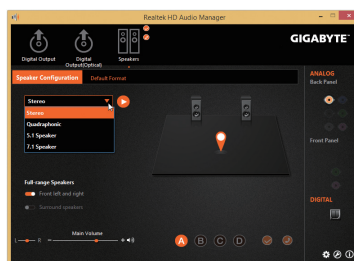 Realtek HD Audio Manager
GIGABYTE
Digital Output
Digital Output(Optical)
Speakers
Speaker Configuration
Default Format
ANALOG
Back Panel
Stereo
Stereo
Quadraphonic
5.1 Speaker
7.1 Speaker
Front Panel
Full-range Speakers
Front left and right
Surround speakers
DIGITAL
Main Volume
L R - +
A B C D